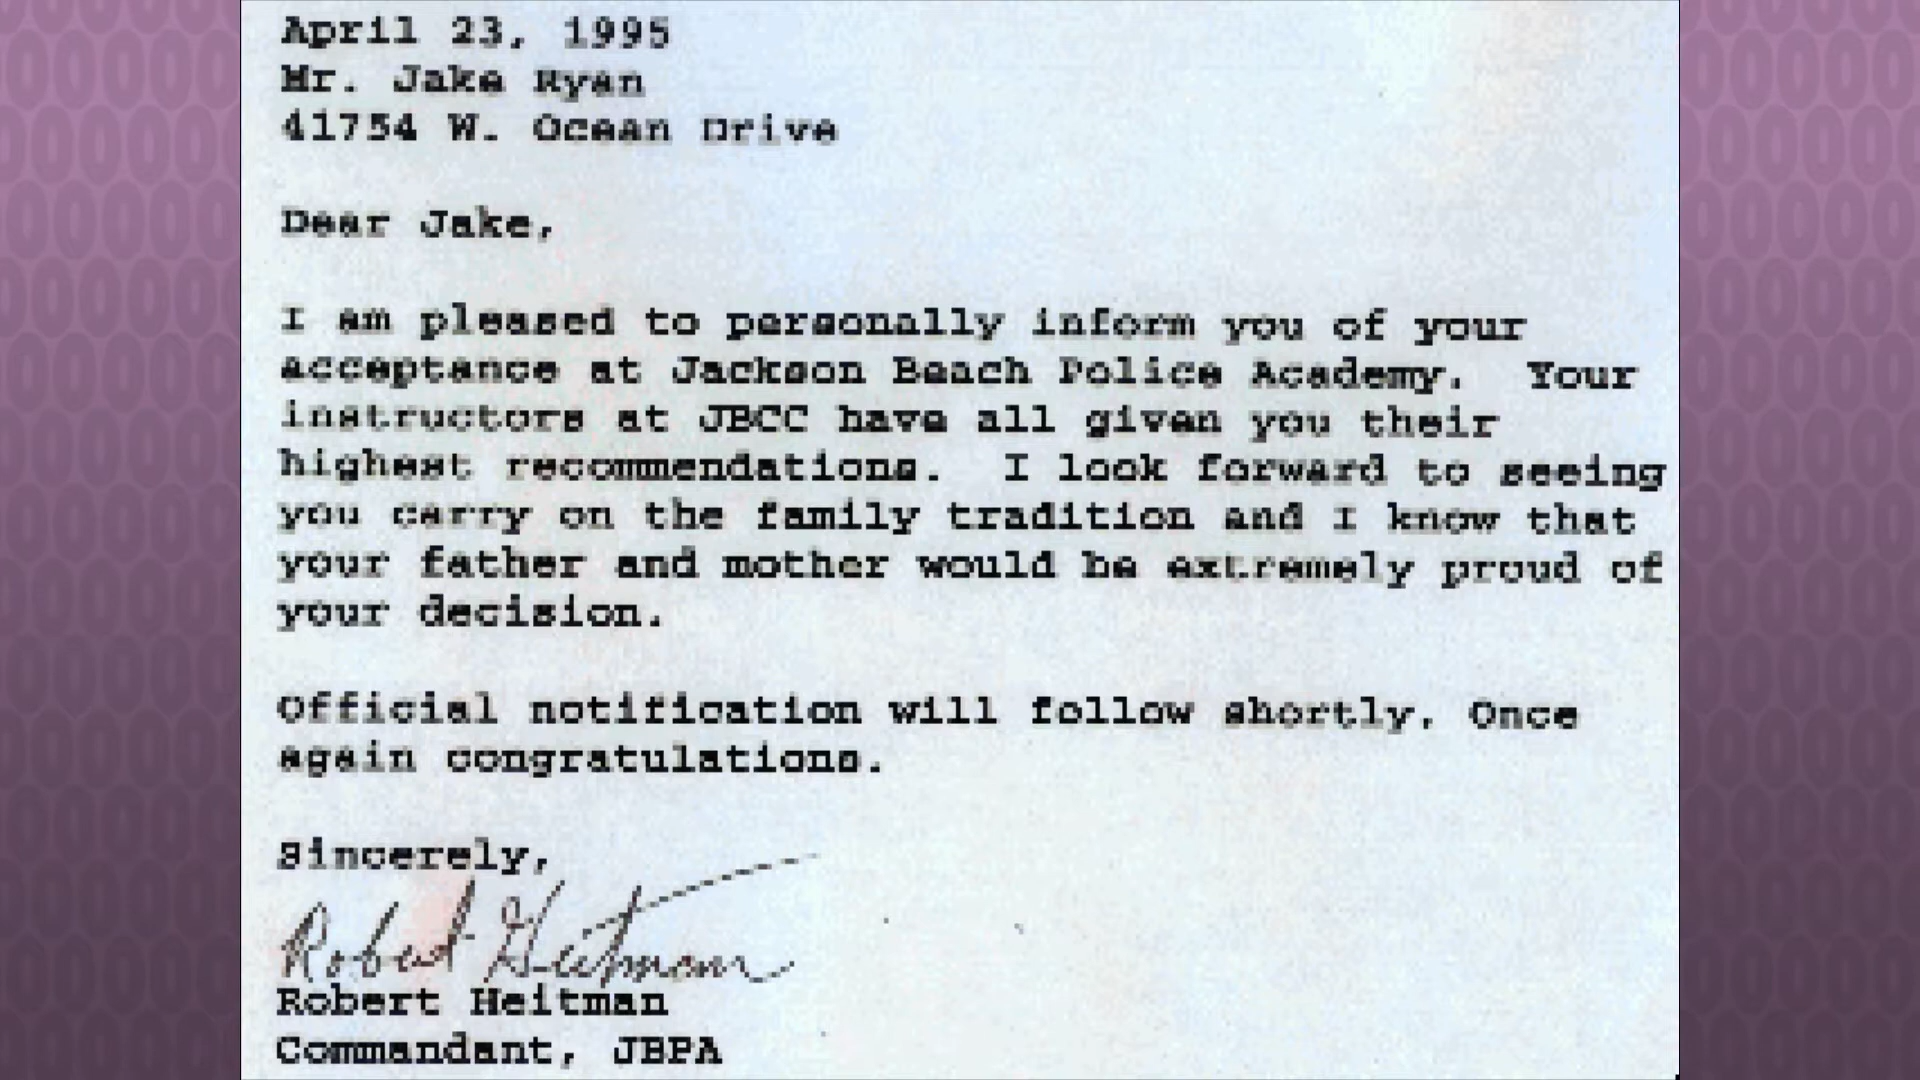 April 23, 1995
Mr. Jake Ryan
41754 W. Ocean Drive
Dear Jake,
I am pleased to personally inform you of your
acceptance at Jackson Beach Police Academy. Your
instructors at JBCC have all given you their
highest recommendations. I look forward to seeing
you carry on the family tradition and I know that
your father and mother would be extremely proud of
your decision.
Official notification will follow shortly. Once
again congratulations.
Sincerely,
Robert Heitman
Robert Heitman
Commandant, JBPA